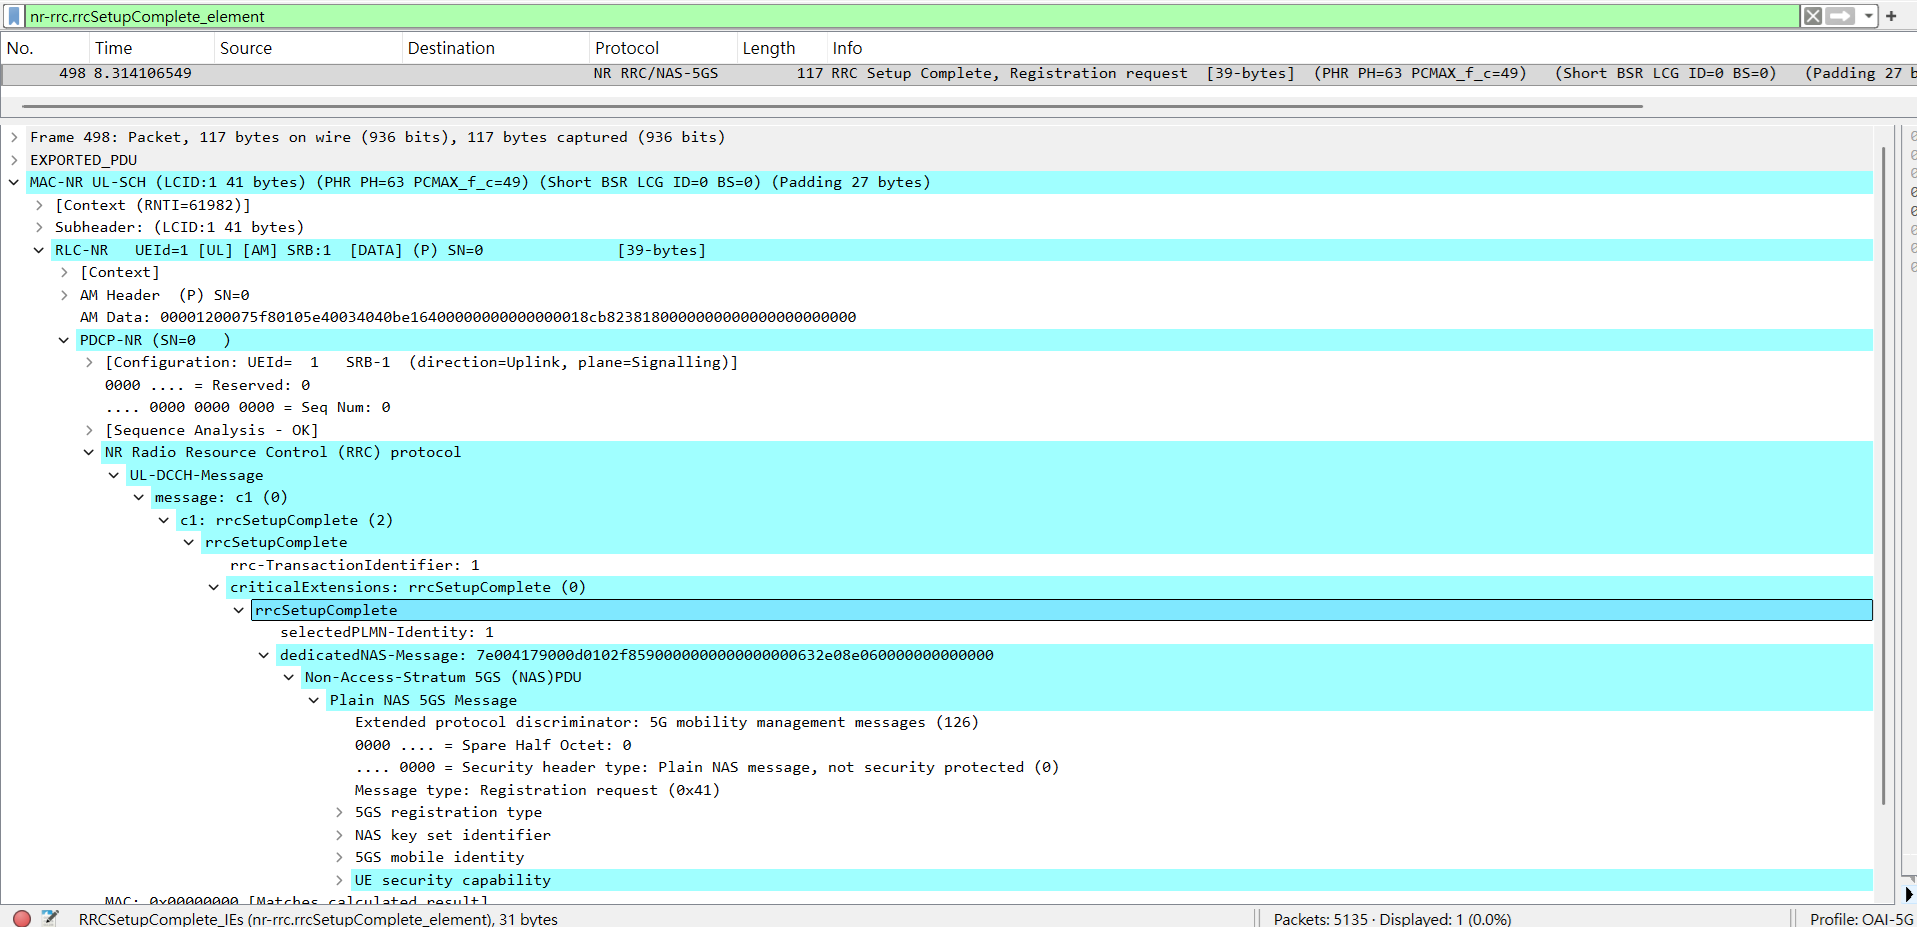 nr-rrc.rrcSetupComplete_element
No. Time Source Destination Protocol Length Info
498 8.314106549 NR RRC/NAS-5GS 117 RRC Setup Complete, Registration request [39-bytes] (PHR PH=63 PCMAX_f_c=49) (Short BSR LCG ID=0 BS=0) (Padding 27 b
Frame 498: Packet, 117 bytes on wire (936 bits), 117 bytes captured (936 bits)
EXPORTED_PDU
MAC-NR UL-SCH (LCID:1 41 bytes) (PHR PH=63 PCMAX_f_c=49) (Short BSR LCG ID=0 BS=0) (Padding 27 bytes)
[Context (RNTI=61982)]
Subheader: (LCID:1 41 bytes)
RLC-NR UEId=1 [UL] [AM] SRB:1 [DATA] (P) SN=0 [39-bytes]
[Context]
AM Header (P) SN=0
AM Data: 00001200075f80105e40034040be16400000000000000018cb82381800000000000000000000000
PDCP-NR (SN=0 )
[Configuration: UEId= 1 SRB-1 (direction=Uplink, plane=Signalling)]
0000 .... = Reserved: 0
.... 0000 0000 0000 = Seq Num: 0
[Sequence Analysis - OK]
NR Radio Resource Control (RRC) protocol
UL-DCCH-Message
message: c1 (0)
c1: rrcSetupComplete (2)
rrcSetupComplete
rrc-TransactionIdentifier: 1
criticalExtensions: rrcSetupComplete (0)
rrcSetupComplete
selectedPLMN-Identity: 1
dedicatedNAS-Message: 7e004179000d0102f8590000000000000000632e08e060000000000000
Non-Access-Stratum 5GS (NAS)PDU
Plain NAS 5GS Message
Extended protocol discriminator: 5G mobility management messages (126)
0000 .... = Spare Half Octet: 0
.... 0000 = Security header type: Plain NAS message, not security protected (0)
Message type: Registration request (0x41)
5GS registration type
NAS key set identifier
5GS mobile identity
UE security capability
MAC: 0x00000000 [Matches calculated result]
RRCSetupComplete_IEs (nr-rrc.rrcSetupComplete_element), 31 bytes
Packets: 5135 · Displayed: 1 (0.0%)
Profile: OAI-5G